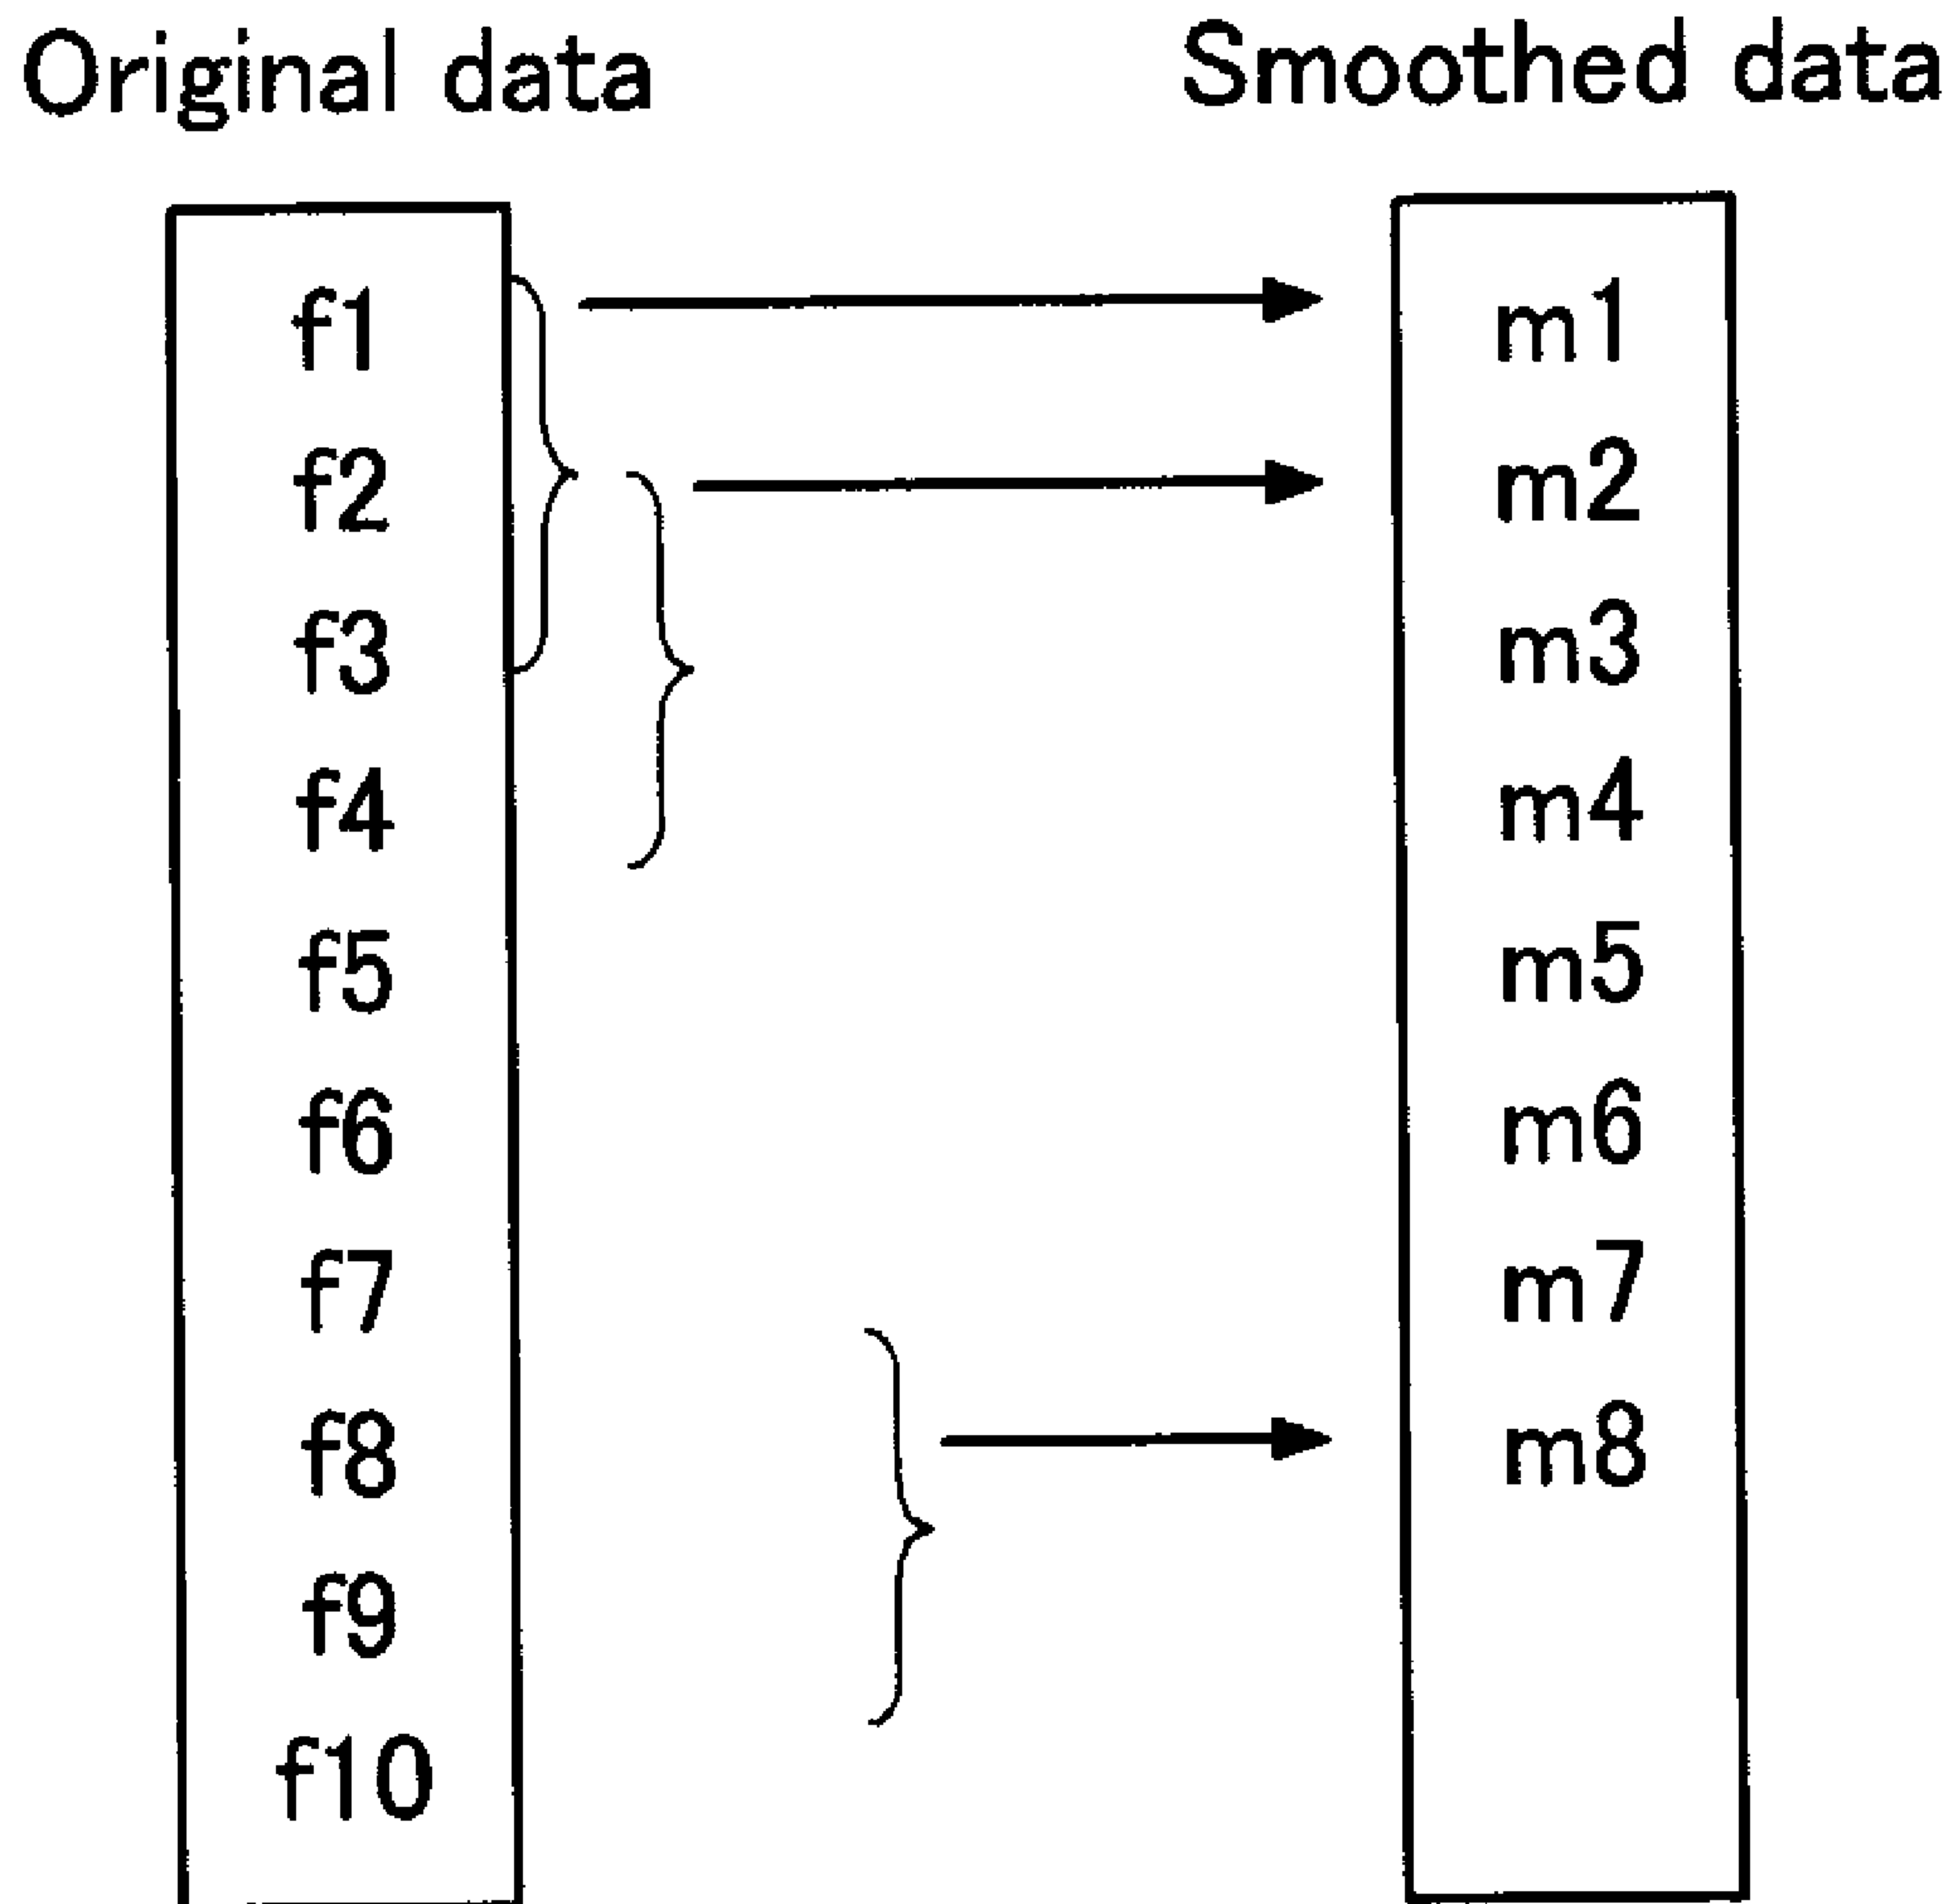 Original data Smoothed data
f1 m1
f2 m2
f3 m3
f4 m4
f5 m5
f6 m6
f7 m7
f8 m8
f9
f10